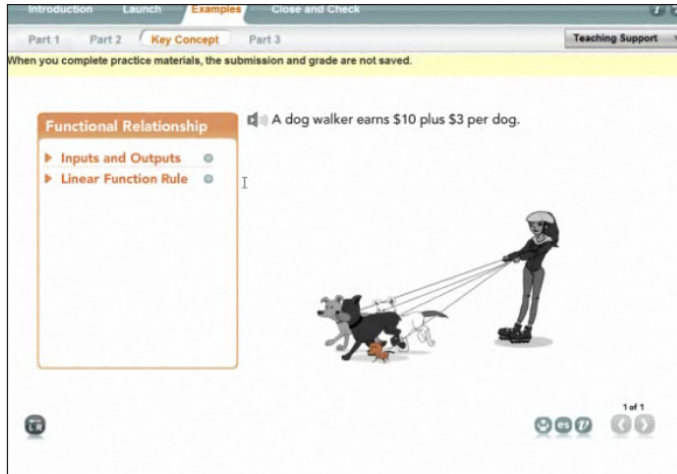 Introduction Launch Examples Close and Check
Part 1 Part 2 Key Concept Part 3 Teaching Support
When you complete practice materials, the submission and grade are not saved.
Functional Relationship
A dog walker earns $10 plus $3 per dog.
Inputs and Outputs
Linear Function Rule
1 of 1
es